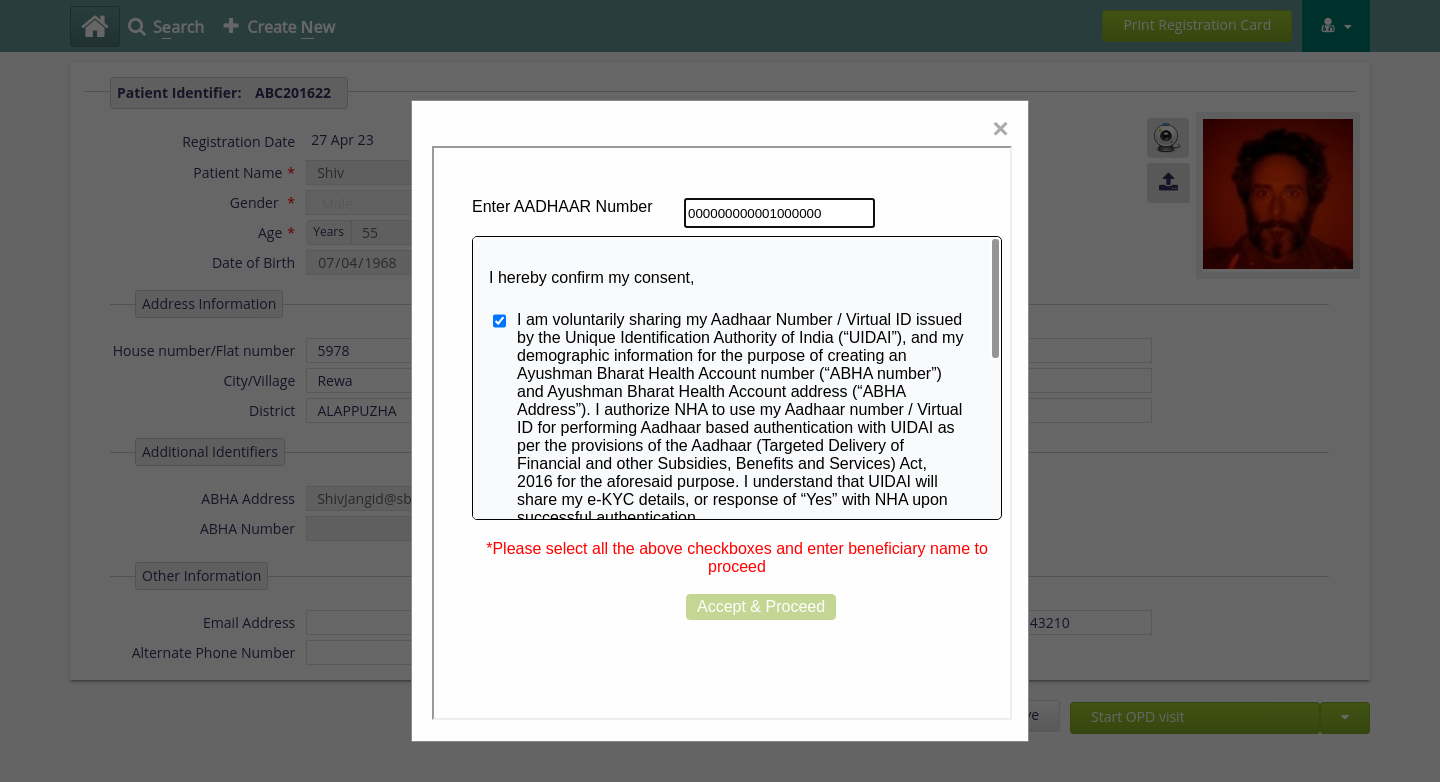 Search
Create New
Print Registration Card
Patient Identifier: ABC201622
Registration Date 27 Apr 23
Patient Name * Shiv
Gender * Male
Age * Years 55
Date of Birth 07/04/1968
Address Information
House number/Flat number 5978
City/Village Rewa
District ALAPPUZHA
Additional Identifiers
ABHA Address Shivjangid@sb
ABHA Number
Other Information
Email Address
43210
Alternate Phone Number
Start OPD visit
×
Enter AADHAAR Number 000000000001000000
I hereby confirm my consent,
I am voluntarily sharing my Aadhaar Number / Virtual ID issued
by the Unique Identification Authority of India (“UIDAI”), and my
demographic information for the purpose of creating an
Ayushman Bharat Health Account number (“ABHA number”)
and Ayushman Bharat Health Account address (“ABHA
Address”). I authorize NHA to use my Aadhaar number / Virtual
ID for performing Aadhaar based authentication with UIDAI as
per the provisions of the Aadhaar (Targeted Delivery of
Financial and other Subsidies, Benefits and Services) Act,
2016 for the aforesaid purpose. I understand that UIDAI will
share my e-KYC details, or response of “Yes” with NHA upon
successful authentication.
*Please select all the above checkboxes and enter beneficiary name to
proceed
Accept & Proceed